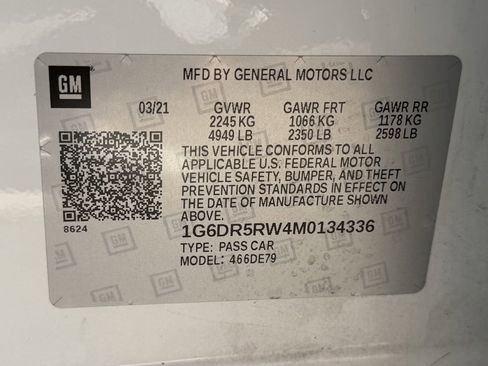 GM
MFD BY GENERAL MOTORS LLC
03/21 GVWR GAWR FRT GAWR RR
2245 KG 1066 KG 1178 KG
4949 LB 2350 LB 2598 LB
THIS VEHICLE CONFORMS TO ALL
APPLICABLE U.S. FEDERAL MOTOR
VEHICLE SAFETY, BUMPER, AND THEFT
PREVENTION STANDARDS IN EFFECT ON
THE DATE OF MANUFACTURE SHOWN
ABOVE.
8624
1G6DR5RW4M0134336
TYPE: PASS CAR
MODEL: 466DE79